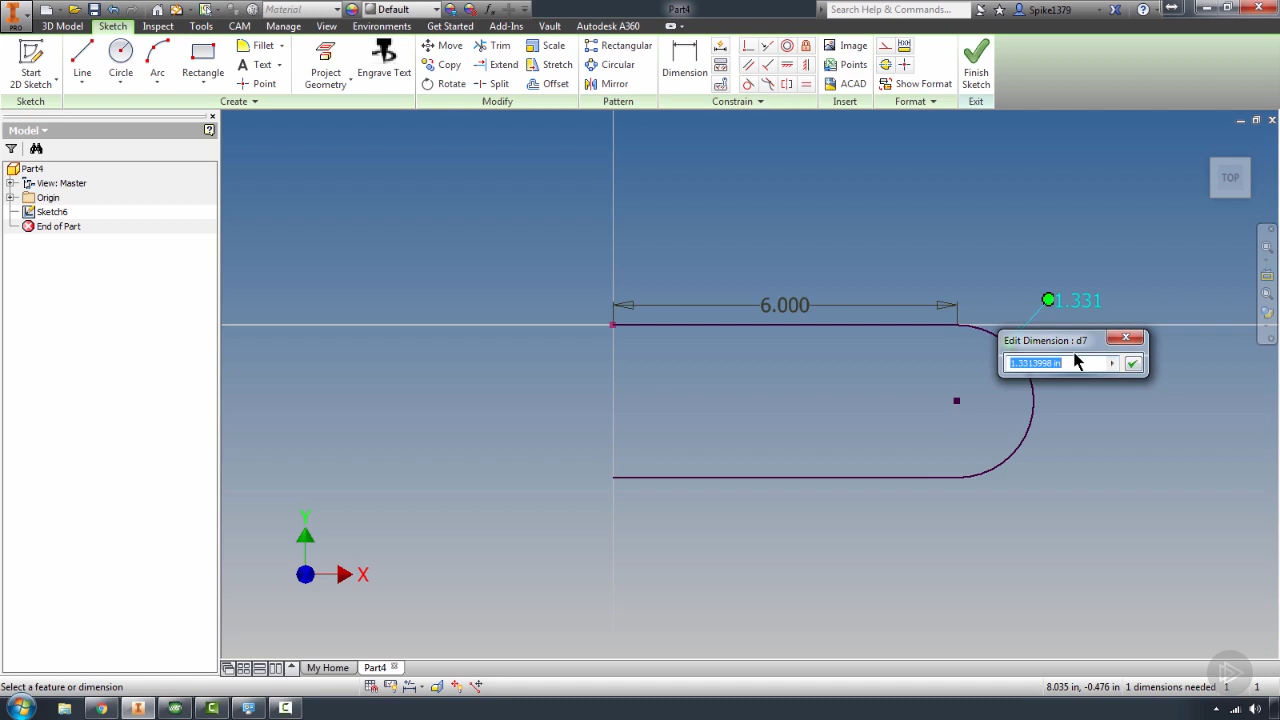 Material
Default
Part4
Search Help & Commands...
Spike1379
PRO
3D Model
Sketch
Inspect
Tools
CAM
Manage
View
Environments
Get Started
Add-Ins
Vault
Autodesk A360
Start
2D Sketch
Line
Circle
Arc
Rectangle
Fillet
Text
Point
Project
Geometry
Engrave Text
Move
Copy
Rotate
Trim
Extend
Split
Scale
Stretch
Offset
Rectangular
Circular
Mirror
Dimension
Image
Points
ACAD
Show Format
Finish
Sketch
Sketch
Create
Modify
Pattern
Constrain
Insert
Format
Exit
Model
Part4
View: Master
Origin
Sketch6
End of Part
TOP
6.000
1.331
Edit Dimension : d7
1.3313998 in
Y
X
My Home
Part4
Select a feature or dimension
8.035 in, -0.476 in
1 dimensions needed
1
1